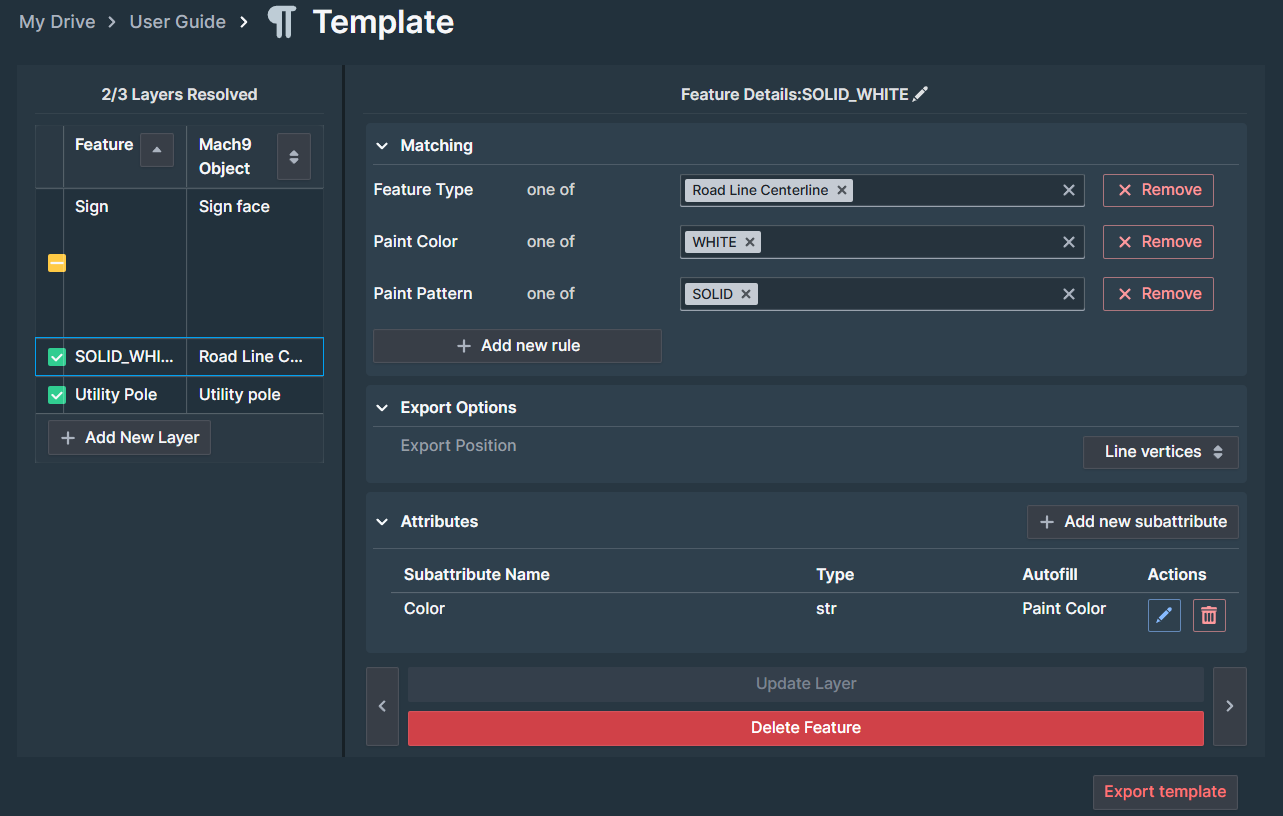 My Drive > User Guide > ¶ Template
2/3 Layers Resolved
Feature
Mach9
Object
Sign
Sign face
SOLID_WHI...
Road Line C...
Utility Pole
Utility pole
+ Add New Layer
Feature Details:SOLID_WHITE
Matching
Feature Type one of Road Line Centerline × × × Remove
Paint Color one of WHITE × × × Remove
Paint Pattern one of SOLID × × × Remove
+ Add new rule
Export Options
Export Position Line vertices
Attributes + Add new subattribute
Subattribute Name Type Autofill Actions
Color str Paint Color
Update Layer
Delete Feature
Export template